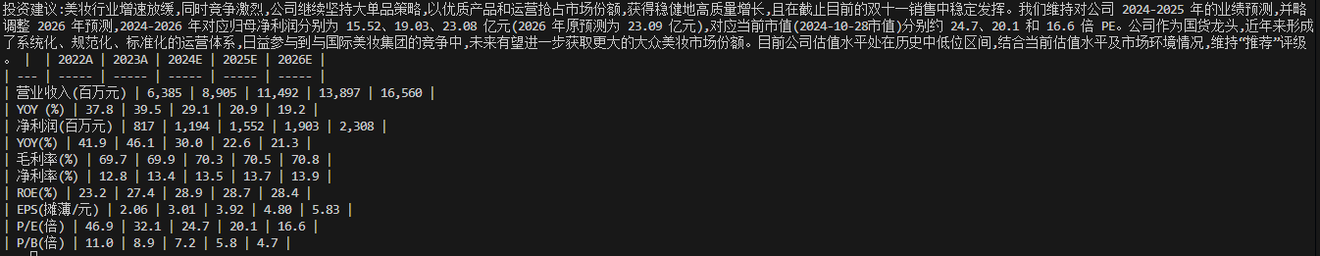 投资建议:美妆行业增速放缓,同时竞争激烈,公司继续坚持大单品策略,以优质产品和运营抢占市场份额,获得稳健地高质量增长,且在截止目前的双十一销售中稳定发挥。我们维持对公司 2024-2025 年的业绩预测,并略
调整 2026 年预测,2024-2026 年对应归母净利润分别为 15.52、19.03、23.08 亿元(2026 年原预测为 23.09 亿元),对应当前市值(2024-10-28市值)分别约 24.7、20.1 和 16.6 倍 PE。公司作为国货龙头,近年来形成
了系统化、规范化、标准化的运营体系,日益参与到与国际美妆集团的竞争中,未来有望进一步获取更大的大众美妆市场份额。目前公司估值水平处在历史中低位区间,结合当前估值水平及市场环境情况,维持“推荐”评级
。 |  | 2022A | 2023A | 2024E | 2025E | 2026E |
| --- | ----- | ----- | ----- | ----- | ----- |
| 营业收入(百万元) | 6,385 | 8,905 | 11,492 | 13,897 | 16,560 |
| YOY (%) | 37.8 | 39.5 | 29.1 | 20.9 | 19.2 |
| 净利润(百万元) | 817 | 1,194 | 1,552 | 1,903 | 2,308 |
| YOY(%) | 41.9 | 46.1 | 30.0 | 22.6 | 21.3 |
| 毛利率(%) | 69.7 | 69.9 | 70.3 | 70.5 | 70.8 |
| 净利率(%) | 12.8 | 13.4 | 13.5 | 13.7 | 13.9 |
| ROE(%) | 23.2 | 27.4 | 28.9 | 28.7 | 28.4 |
| EPS(摊薄/元) | 2.06 | 3.01 | 3.92 | 4.80 | 5.83 |
| P/E(倍) | 46.9 | 32.1 | 24.7 | 20.1 | 16.6 |
| P/B(倍) | 11.0 | 8.9 | 7.2 | 5.8 | 4.7 |